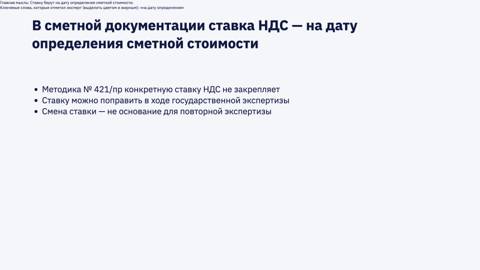 Главная мысль: Ставку берут на дату определения сметной стоимости.
Ключевые слова, которые отметил эксперт (выделить цветом и жирным): «на дату определения»
В сметной документации ставка НДС — на дату
определения сметной стоимости
• Методика № 421/пр конкретную ставку НДС не закрепляет
• Ставку можно поправить в ходе государственной экспертизы
• Смена ставки — не основание для повторной экспертизы